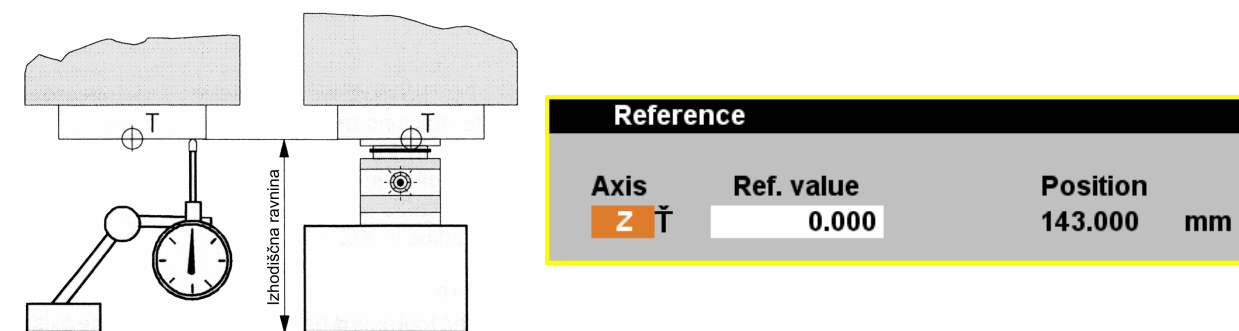 T
T
Izhodiščna ravnina
Reference
Axis Ref. value Position
Z Ť 0.000 143.000 mm